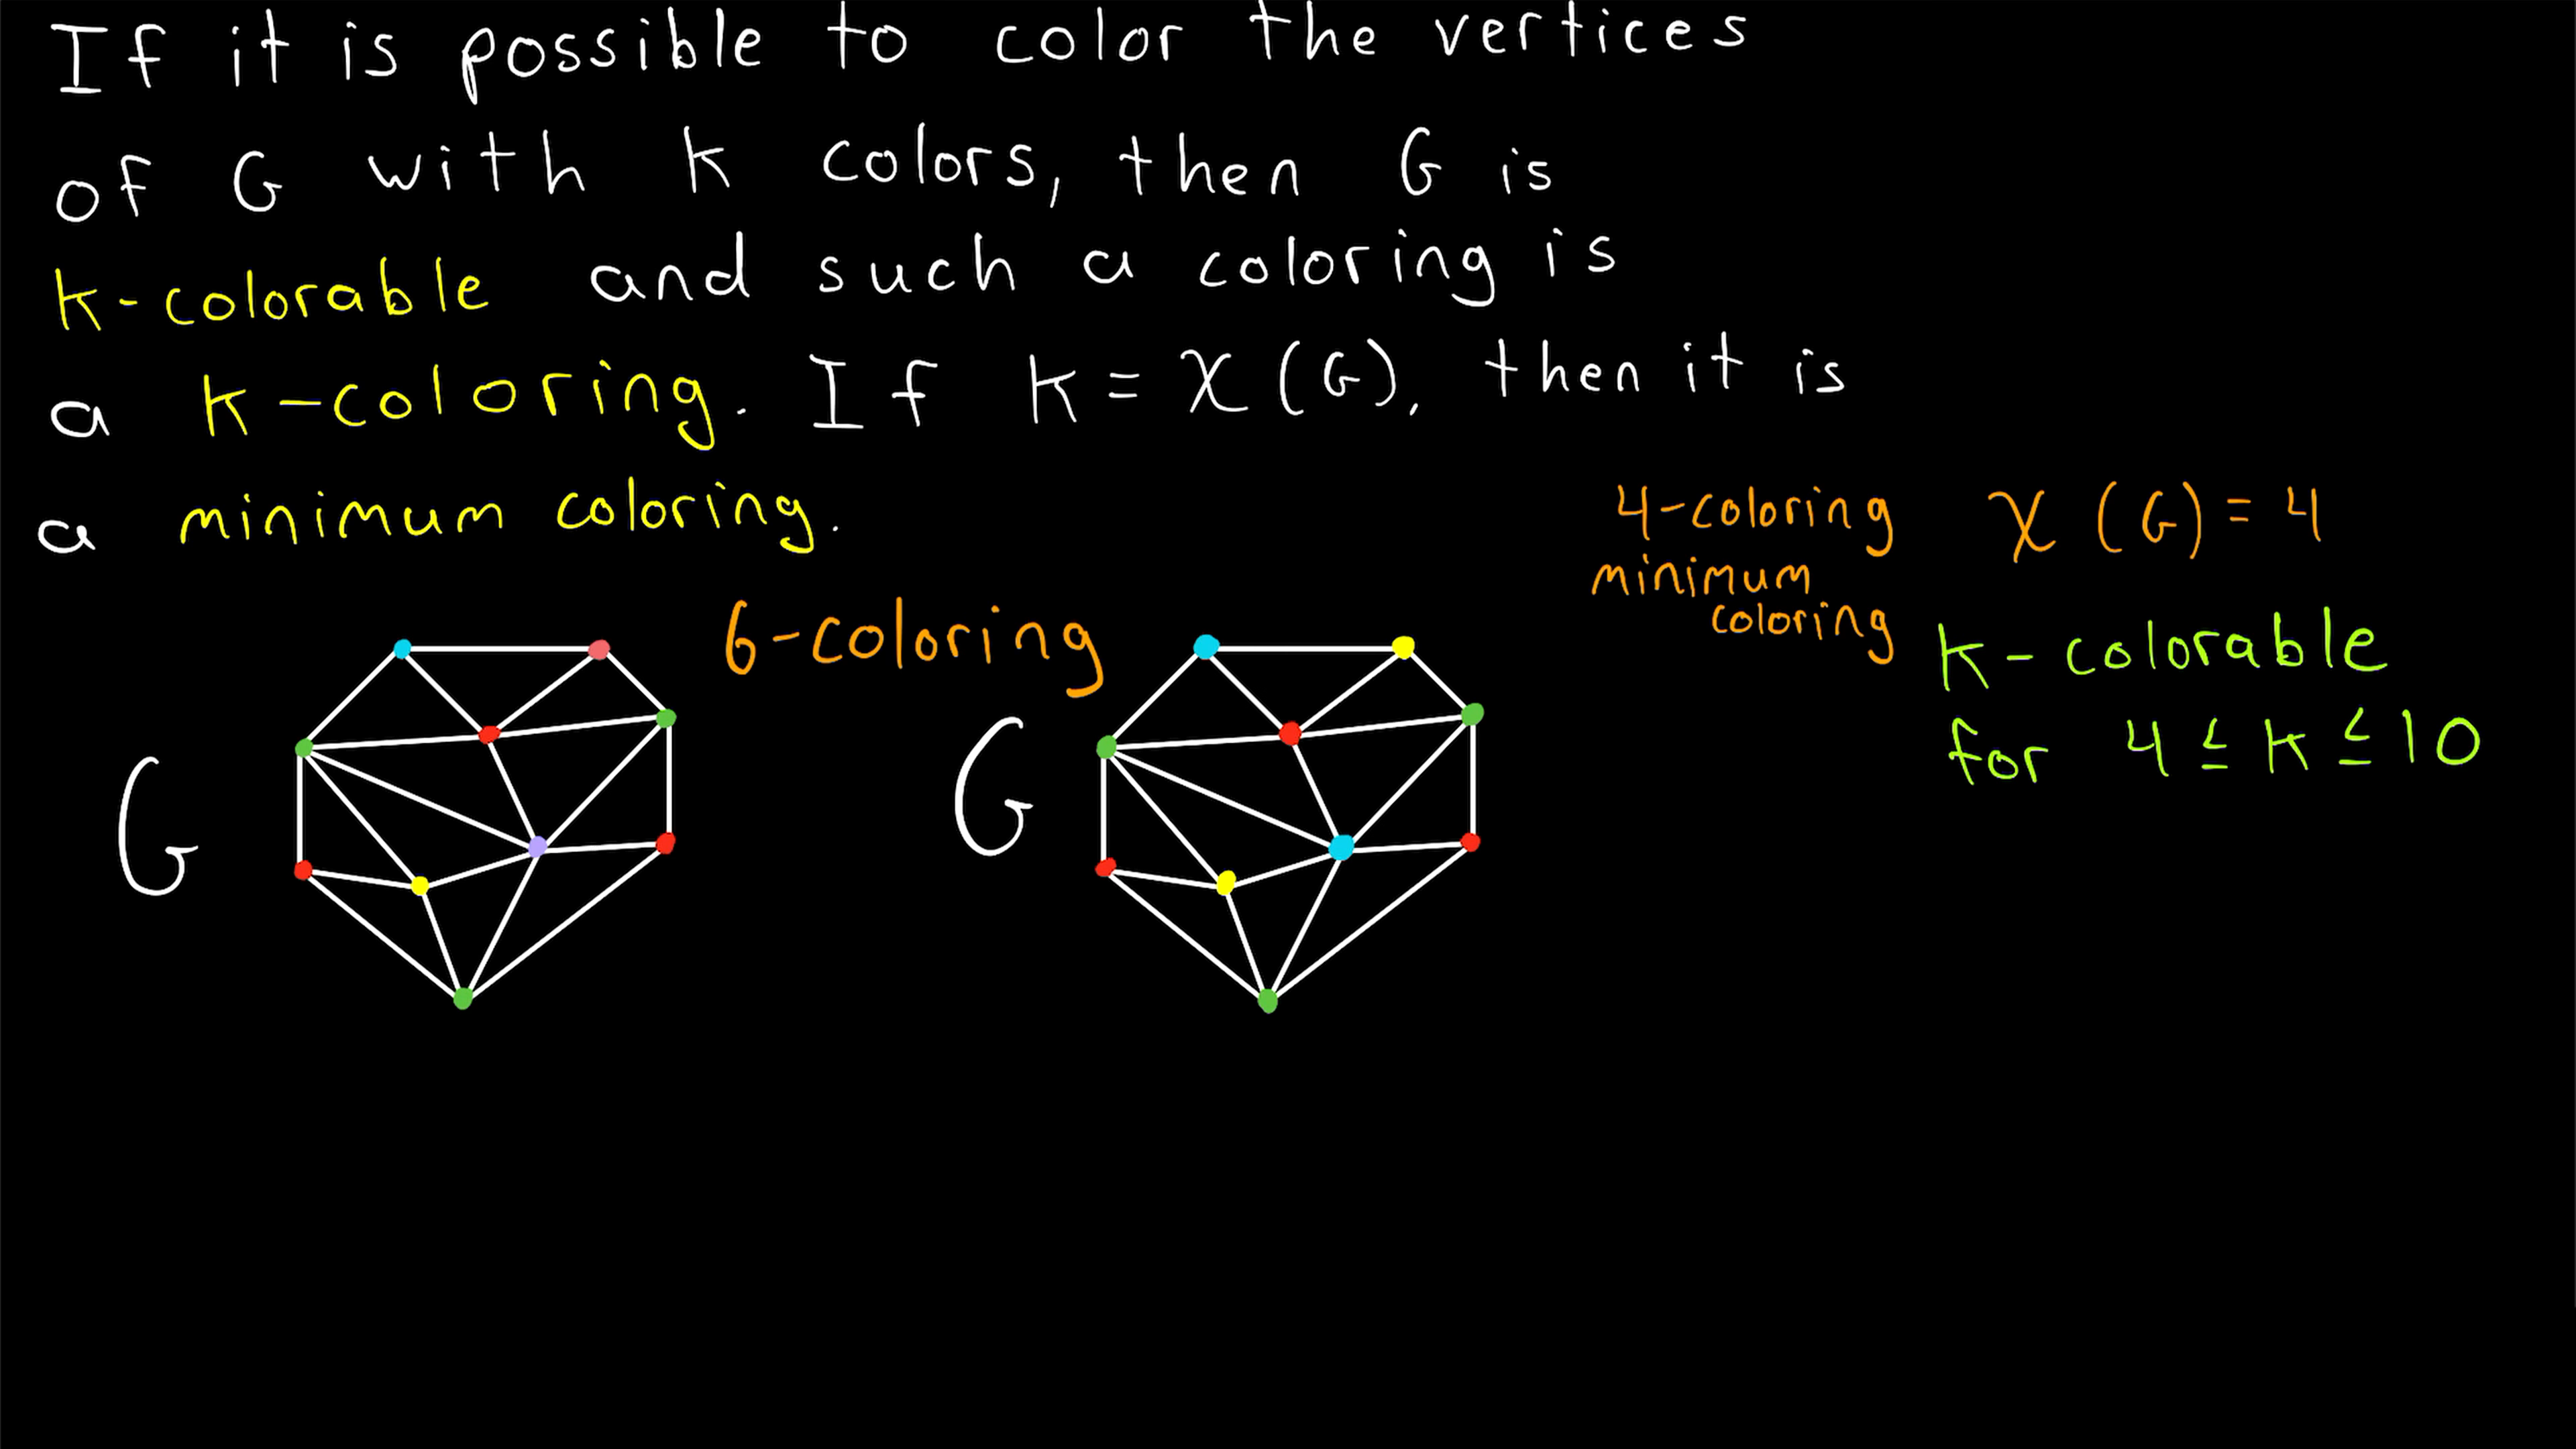 If it is possible to color the vertices
of G with k colors, then G is
k-colorable and such a coloring is
a k-coloring. If k = χ(G), then it is
a minimum coloring.
4-coloring χ(G) = 4
minimum
coloring
6-coloring
k-colorable
for 4 ≤ k ≤ 10
G
G